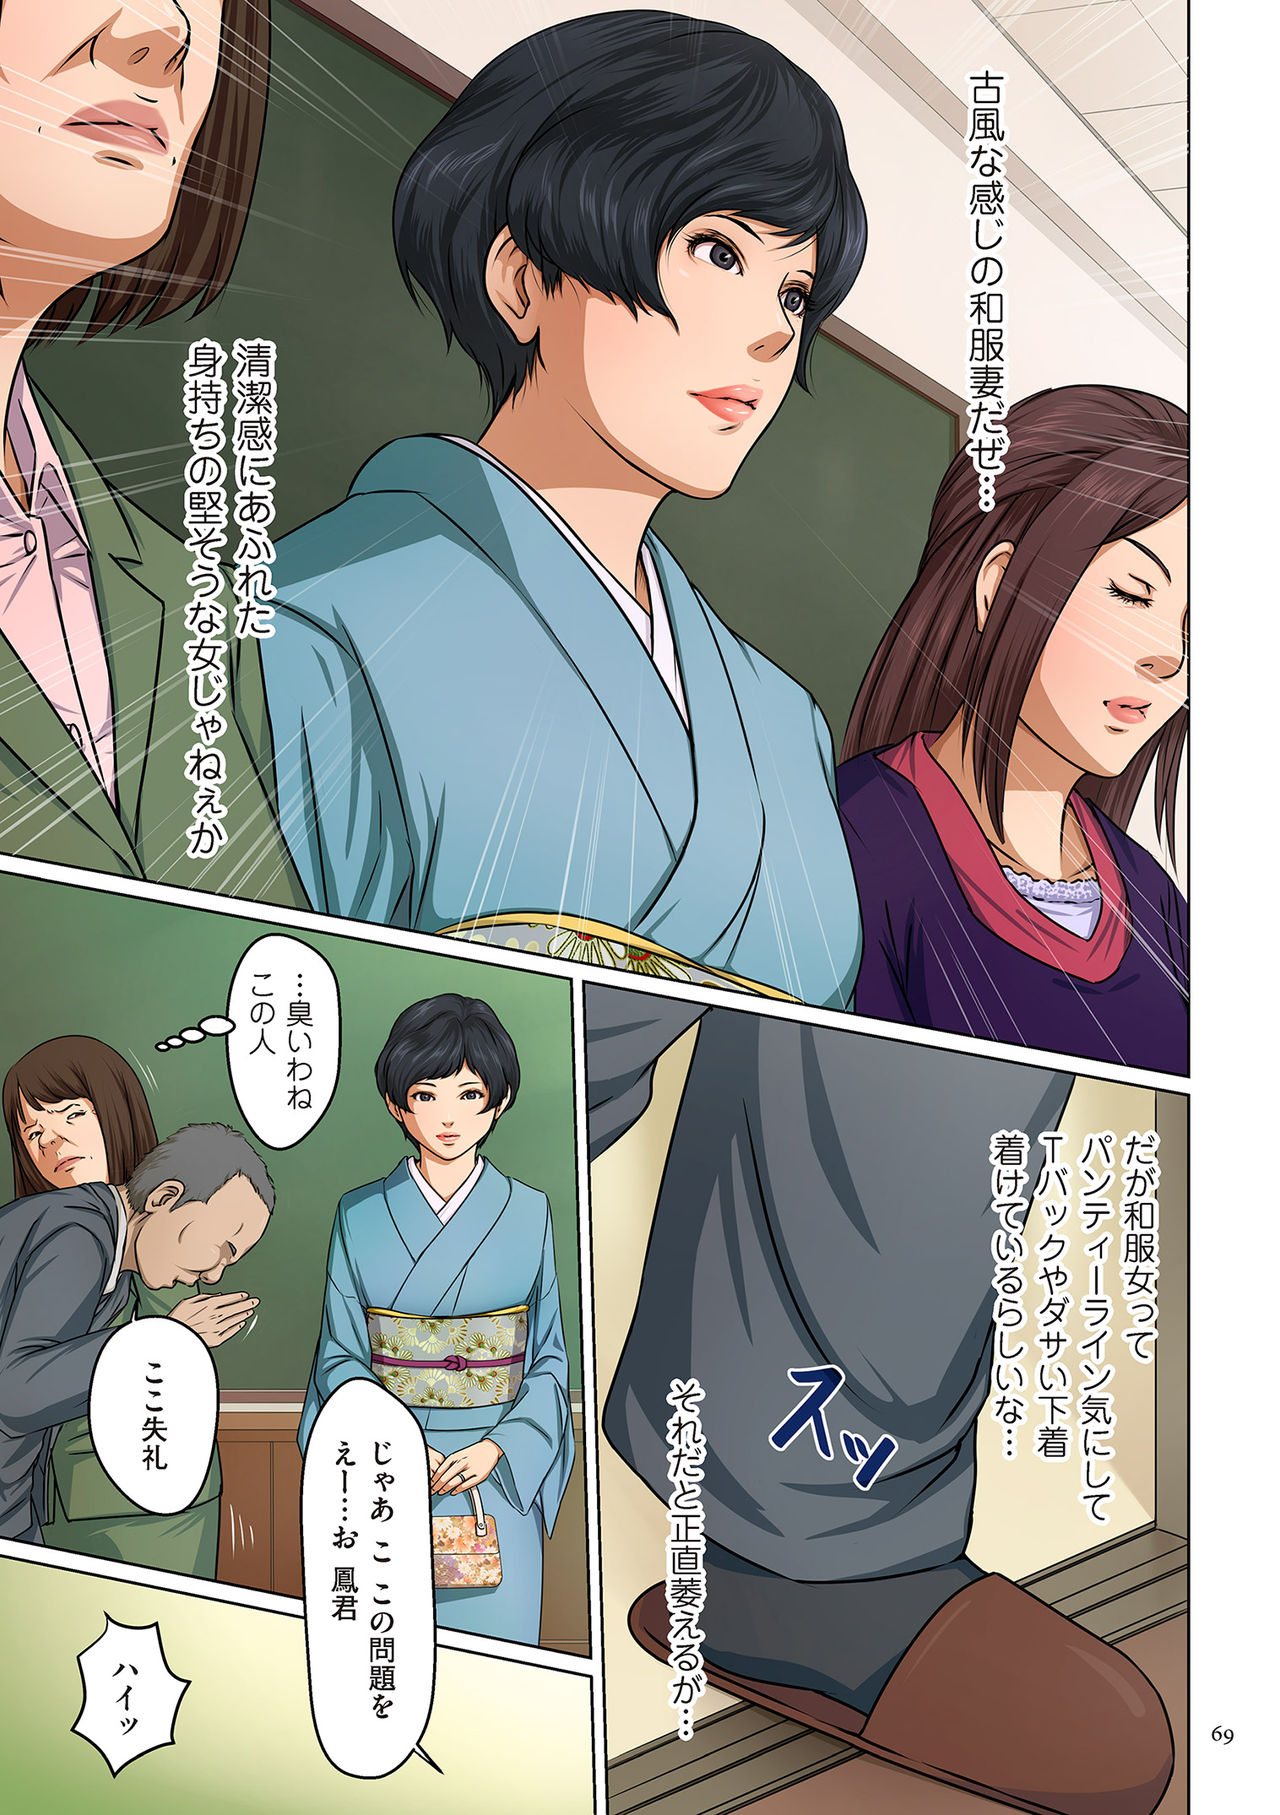 古風な感じの和服妻だぜ…
清潔感にあふれた
身持ちの堅そうな女じゃねぇか
だが和服女って
パンティーライン気にして
Tバックやダサい下着
着けているらしいな…
スッ
それだと正直萎えるが…
…臭いわね
この人
ここ失礼
じゃあ こ この問題を
えー…お 鳳君
ハイッ
69